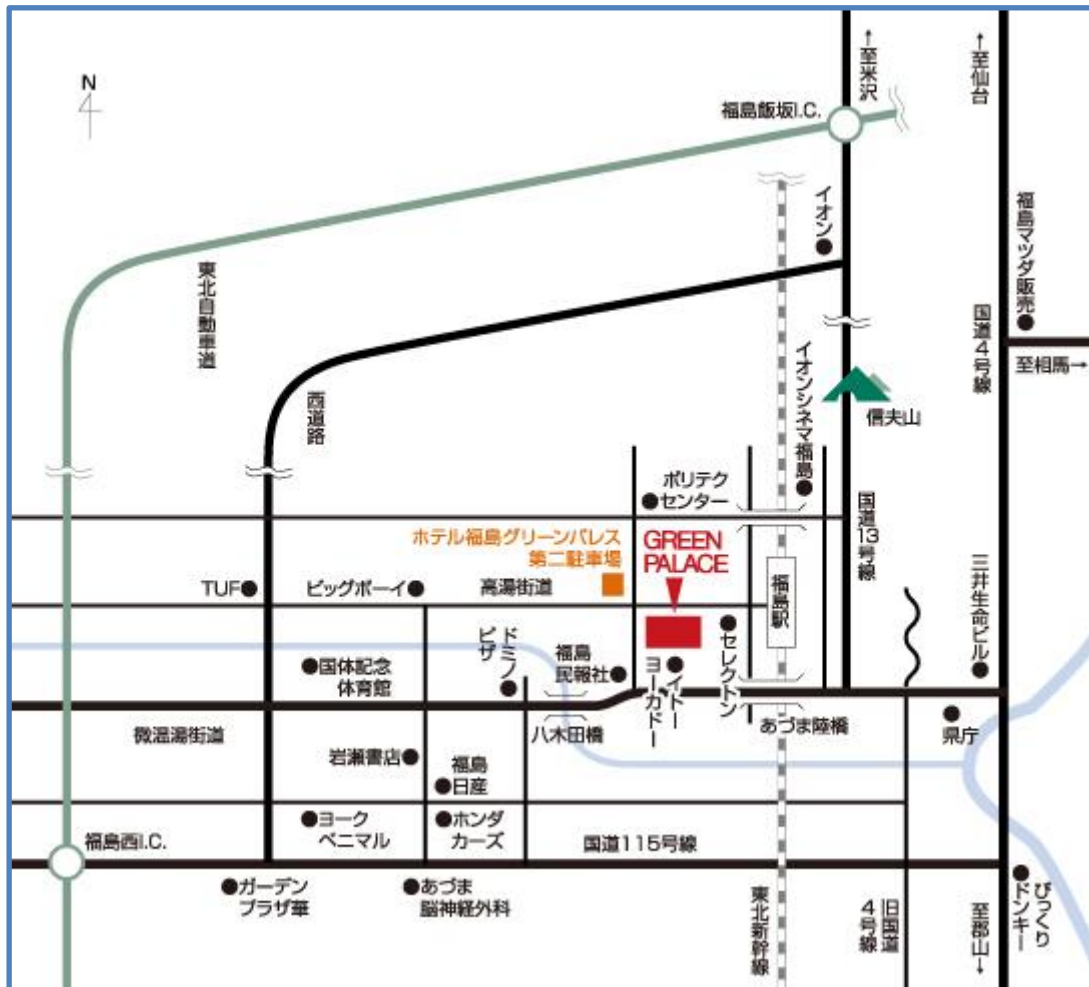 N
↑至米沢
↑至仙台
福島飯坂I.C.
イオン
福島マツダ販売
東北自動車道
国道4号線
至相馬→
イオンシネマ福島
西道路
信夫山
ポリテク
センター
国道13号線
ホテル福島グリーンパレス
第二駐車場
GREEN
PALACE
三井生命ビル
TUF
ビッグボーイ
高湯街道
福島駅
ドミノ
ピザ
国体記念
体育館
福島
民報社
イトー
ヨーカドー
セレクトン
微温湯街道
八木田橋
あづま陸橋
県庁
岩瀬書店
福島
日産
福島西I.C.
ヨーク
ベニマル
ホンダ
カーズ
国道115号線
ガーデン
プラザ華
あづま
脳神経外科
東北新幹線
旧国道
4号線
至郡山→
びっくり
ドンキー